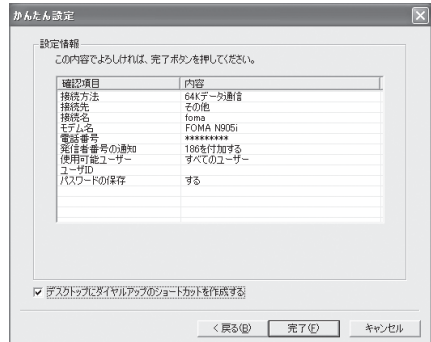 かんたん設定
設定情報
この内容でよろしければ、完了ボタンを押してください。
確認項目 内容
接続方法 64Kデータ通信
接続先 その他
接続名 foma
モデム名 FOMA N905i
電話番号 *********
発信者番号の通知 186を付加する
使用可能ユーザー すべてのユーザー
ユーザID
パスワードの保存 する
デスクトップにダイヤルアップのショートカットを作成する
< 戻る(B) 完了(F) キャンセル